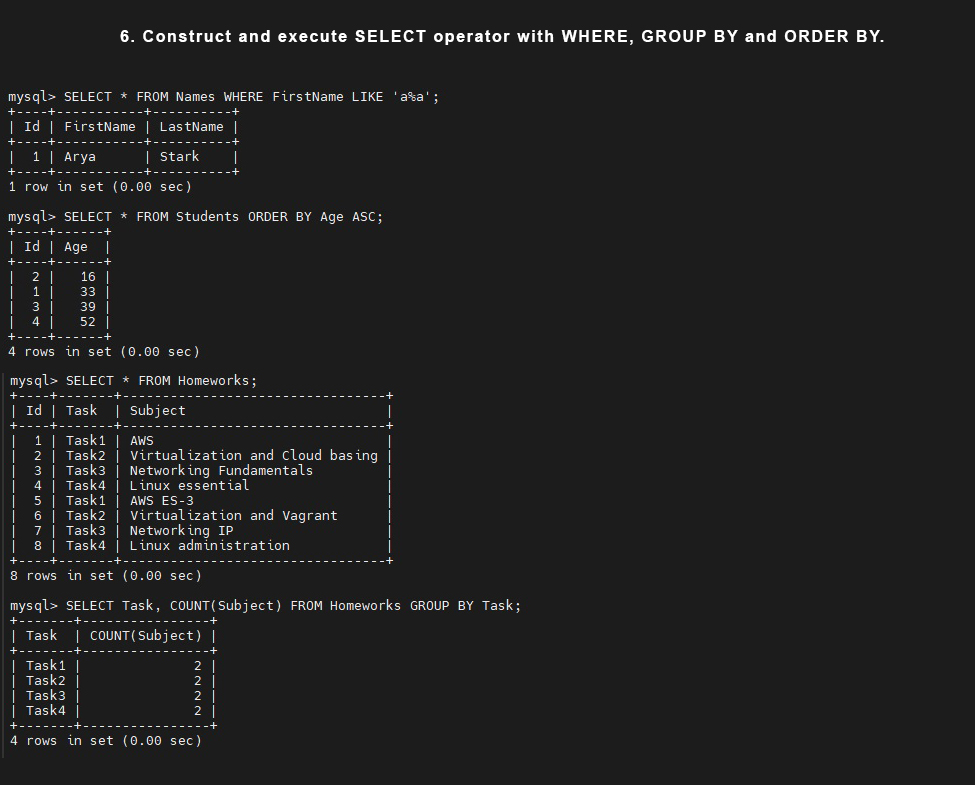 6. Construct and execute SELECT operator with WHERE, GROUP BY and ORDER BY.
mysql> SELECT * FROM Names WHERE FirstName LIKE 'a%a';
+----+-----------+----------+
| Id | FirstName | LastName |
+----+-----------+----------+
|  1 | Arya      | Stark    |
+----+-----------+----------+
1 row in set (0.00 sec)
mysql> SELECT * FROM Students ORDER BY Age ASC;
+----+------+
| Id | Age  |
+----+------+
|  2 |   16 |
|  1 |   33 |
|  3 |   39 |
|  4 |   52 |
+----+------+
4 rows in set (0.00 sec)
mysql> SELECT * FROM Homeworks;
+----+-------+---------------------------------+
| Id | Task  | Subject                         |
+----+-------+---------------------------------+
|  1 | Task1 | AWS                             |
|  2 | Task2 | Virtualization and Cloud basing |
|  3 | Task3 | Networking Fundamentals         |
|  4 | Task4 | Linux essential                 |
|  5 | Task1 | AWS ES-3                        |
|  6 | Task2 | Virtualization and Vagrant      |
|  7 | Task3 | Networking IP                   |
|  8 | Task4 | Linux administration            |
+----+-------+---------------------------------+
8 rows in set (0.00 sec)
mysql> SELECT Task, COUNT(Subject) FROM Homeworks GROUP BY Task;
+-------+----------------+
| Task  | COUNT(Subject) |
+-------+----------------+
| Task1 |              2 |
| Task2 |              2 |
| Task3 |              2 |
| Task4 |              2 |
+-------+----------------+
4 rows in set (0.00 sec)